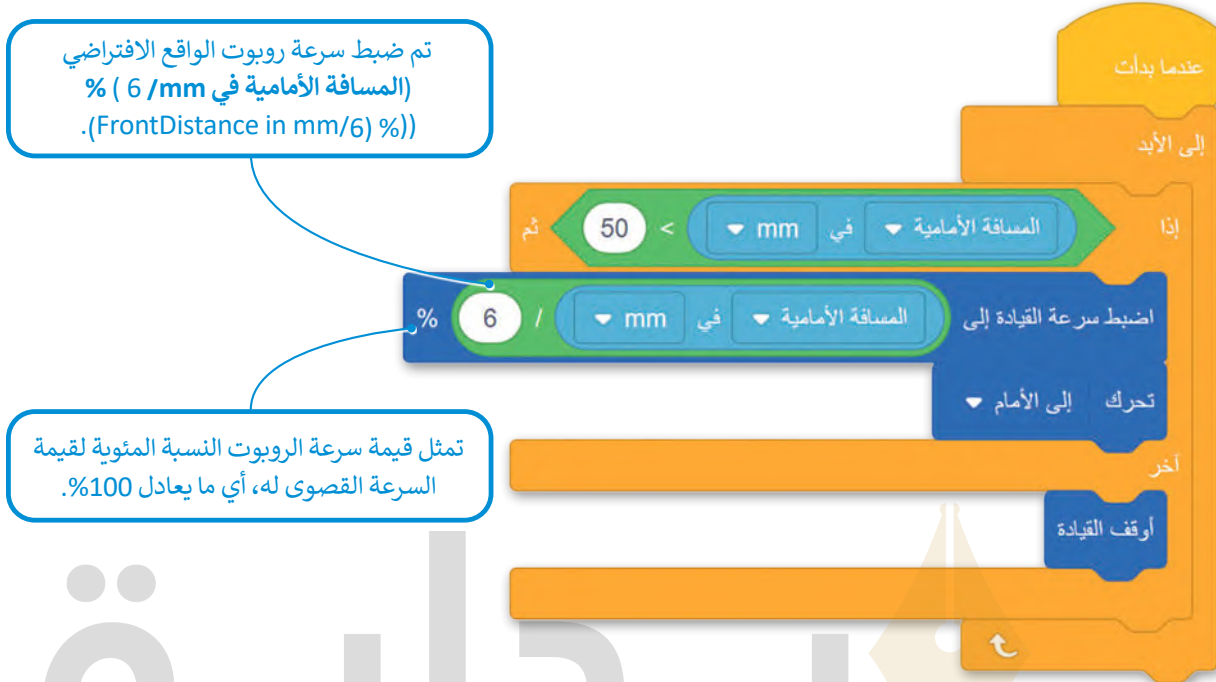 تم ضبط سرعة روبوت الواقع الافتراضي
(المسافة الأمامية في mm/ 6 ) %
((FrontDistance in mm/6) %).
عندما بدأت
إلى الأبد
إذا المسافة الأمامية في mm > 50 ثم
اضبط سرعة القيادة إلى المسافة الأمامية في mm / 6 %
تحرك إلى الأمام
تمثل قيمة سرعة الروبوت النسبة المئوية لقيمة
السرعة القصوى له، أي ما يعادل 100%.
آخر
أوقف القيادة